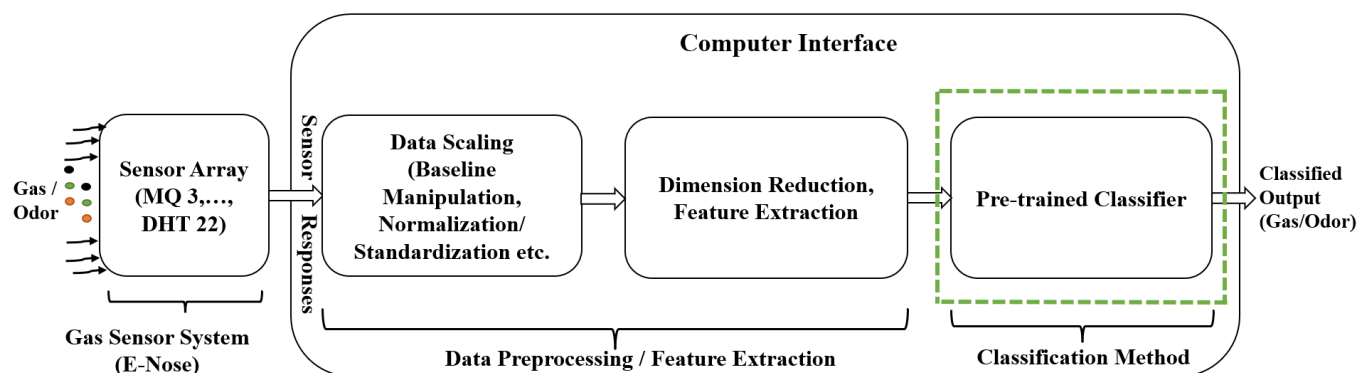 Computer Interface
Gas /
Odor
Sensor Array
(MQ 3,…,
DHT 22)
Gas Sensor System
(E-Nose)
Sensor Responses
Data Scaling
(Baseline
Manipulation,
Normalization/
Standardization etc.
Dimension Reduction,
Feature Extraction
Data Preprocessing / Feature Extraction
Pre-trained Classifier
Classification Method
Classified
Output
(Gas/Odor)